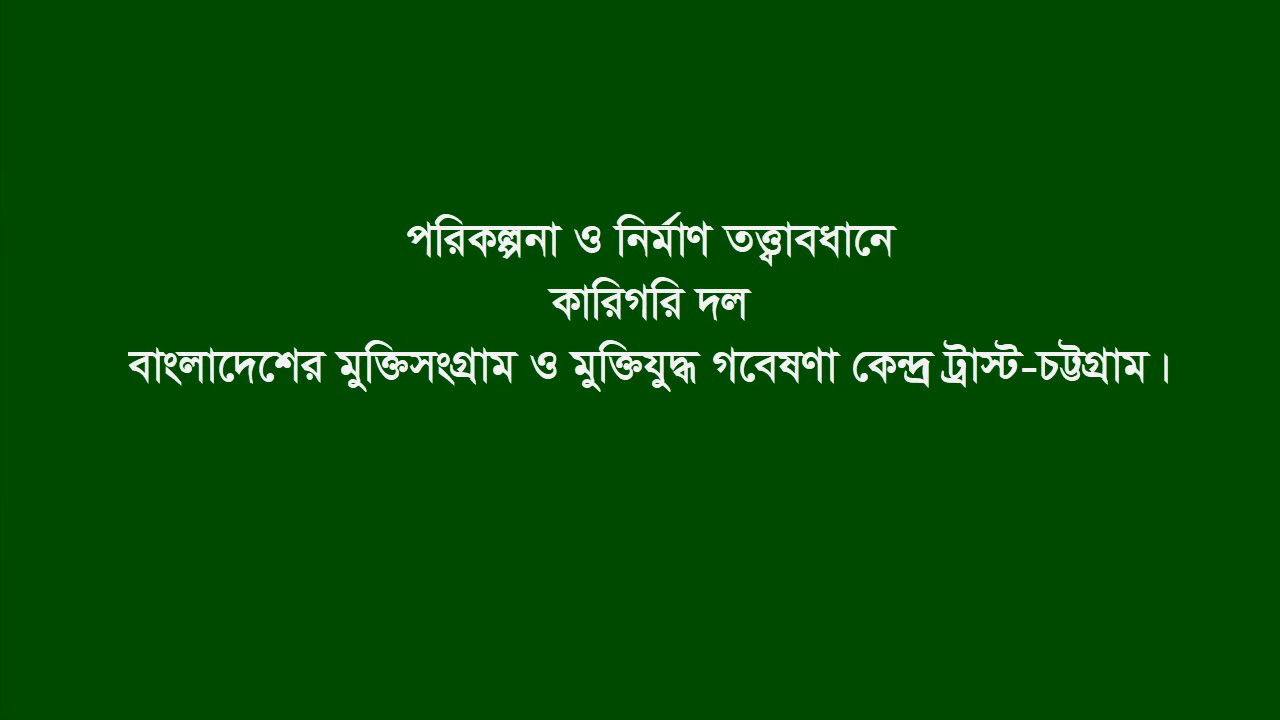 পরিকল্পনা ও নির্মাণ তত্ত্বাবধানে
কারিগরি দল
বাংলাদেশের মুক্তিসংগ্রাম ও মুক্তিযুদ্ধ গবেষণা কেন্দ্র ট্রাস্ট-চট্টগ্রাম।